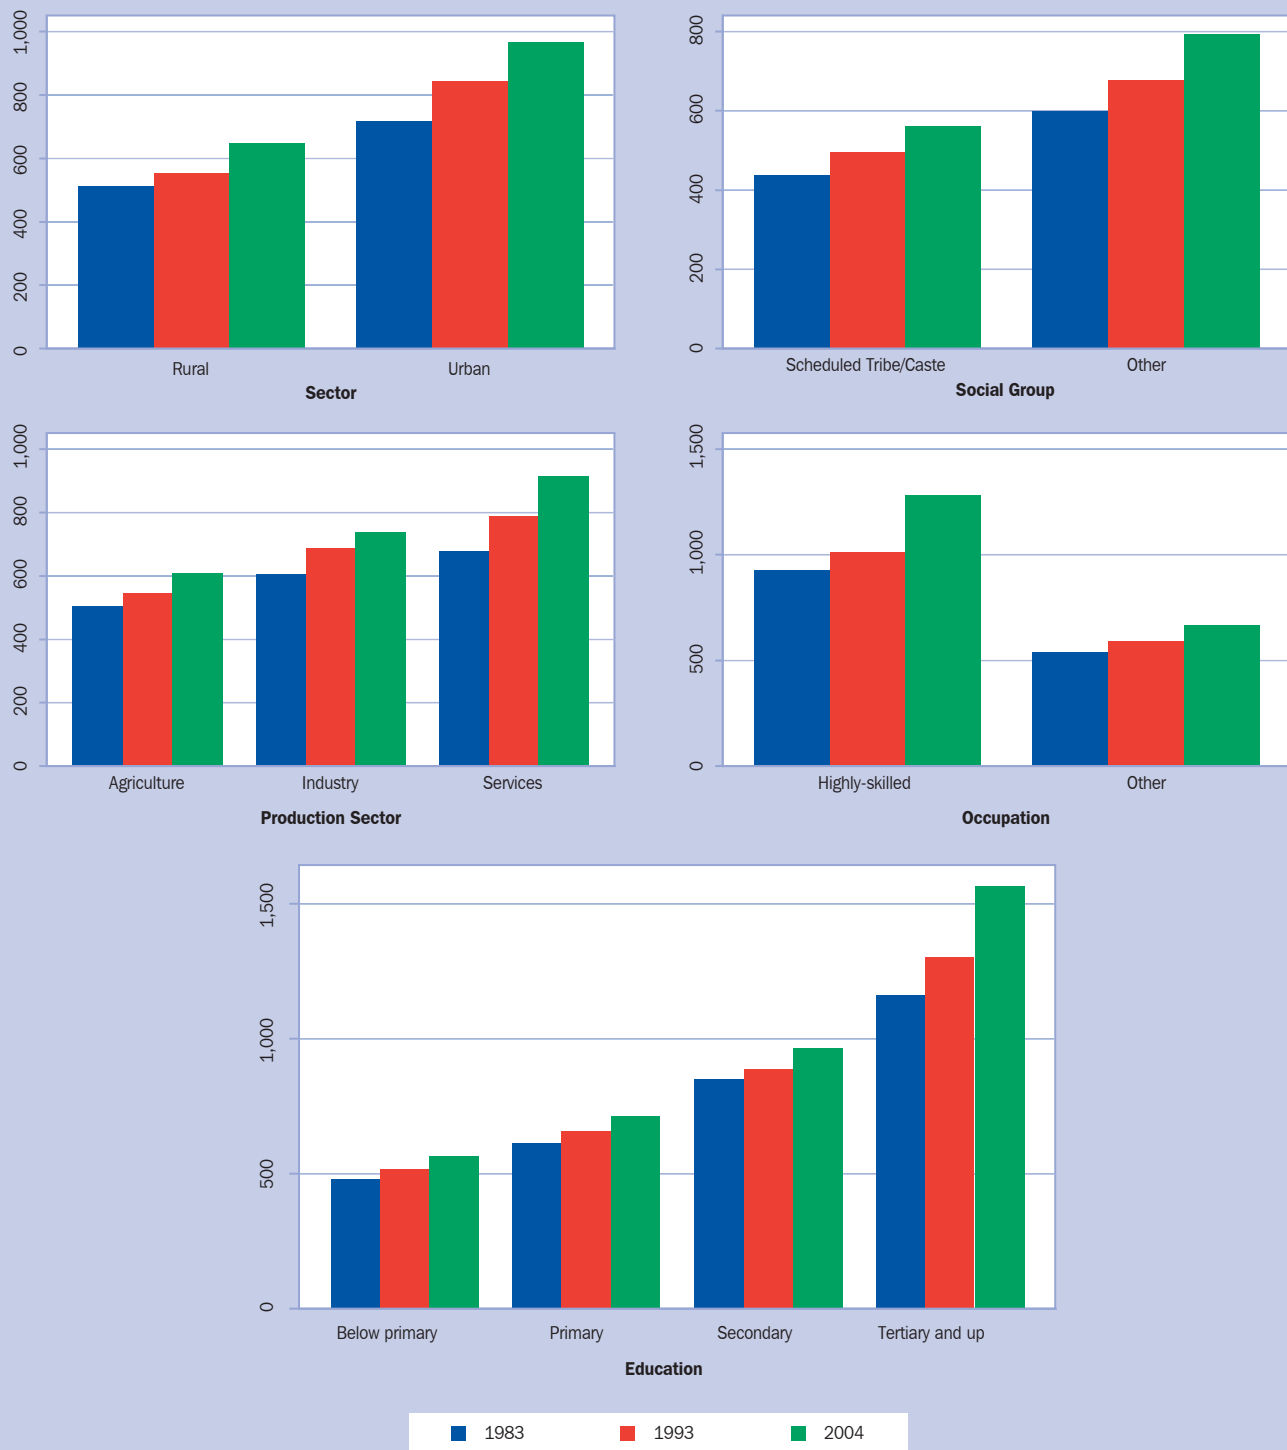 1,000
800
600
400
200
0
Rural
Urban
Sector
800
600
400
200
0
Scheduled Tribe/Caste
Other
Social Group
1,000
800
600
400
200
0
Agriculture
Industry
Services
Production Sector
1,500
1,000
500
0
Highly-skilled
Other
Occupation
1,500
1,000
500
0
Below primary
Primary
Secondary
Tertiary and up
Education
1983
1993
2004